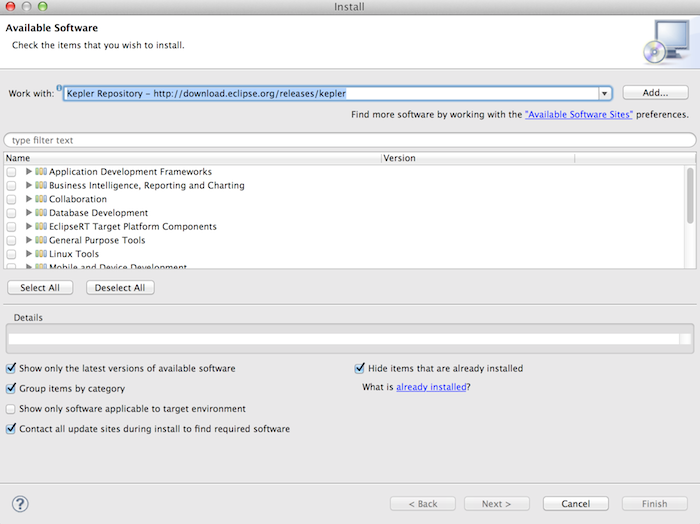 Install
Available Software
Check the items that you wish to install.
Work with: Kepler Repository – http://download.eclipse.org/releases/kepler Add...
Find more software by working with the "Available Software Sites" preferences.
type filter text
Name Version
Application Development Frameworks
Business Intelligence, Reporting and Charting
Collaboration
Database Development
EclipseRT Target Platform Components
General Purpose Tools
Linux Tools
Mobile and Device Development
Select All Deselect All
Details
Show only the latest versions of available software Hide items that are already installed
Group items by category What is already installed?
Show only software applicable to target environment
Contact all update sites during install to find required software
? < Back Next > Cancel Finish